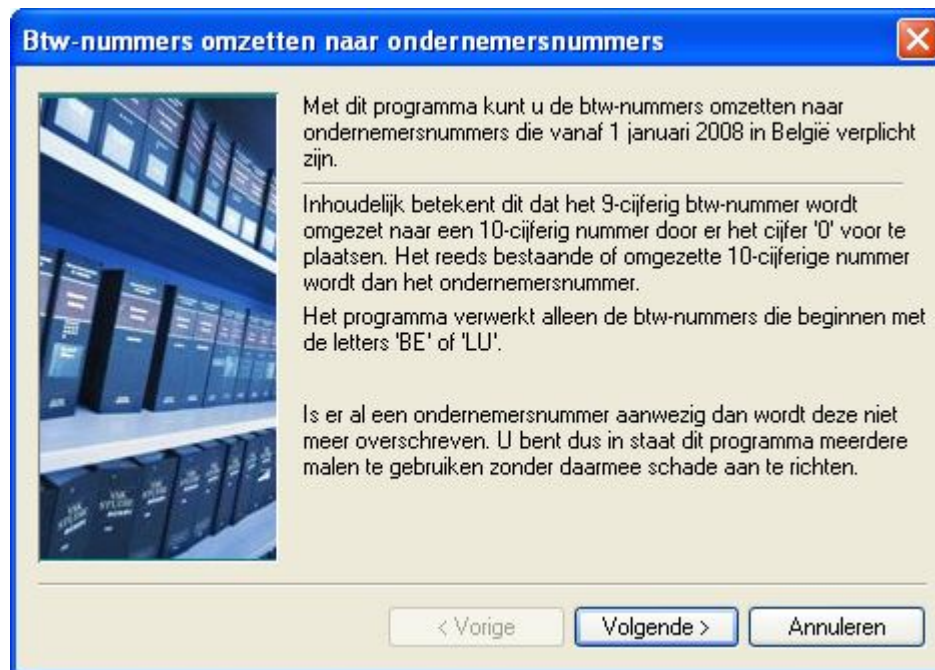 Btw-nummers omzetten naar ondernemersnummers
Met dit programma kunt u de btw-nummers omzetten naar
ondernemersnummers die vanaf 1 januari 2008 in België verplicht
zijn.
Inhoudelijk betekent dit dat het 9-cijferig btw-nummer wordt
omgezet naar een 10-cijferig nummer door er het cijfer '0' voor te
plaatsen. Het reeds bestaande of omgezette 10-cijferige nummer
wordt dan het ondernemersnummer.
Het programma verwerkt alleen de btw-nummers die beginnen met
de letters 'BE' of 'LU'.
Is er al een ondernemersnummer aanwezig dan wordt deze niet
meer overschreven. U bent dus in staat dit programma meerdere
malen te gebruiken zonder daarmee schade aan te richten.
< Vorige
Volgende >
Annuleren